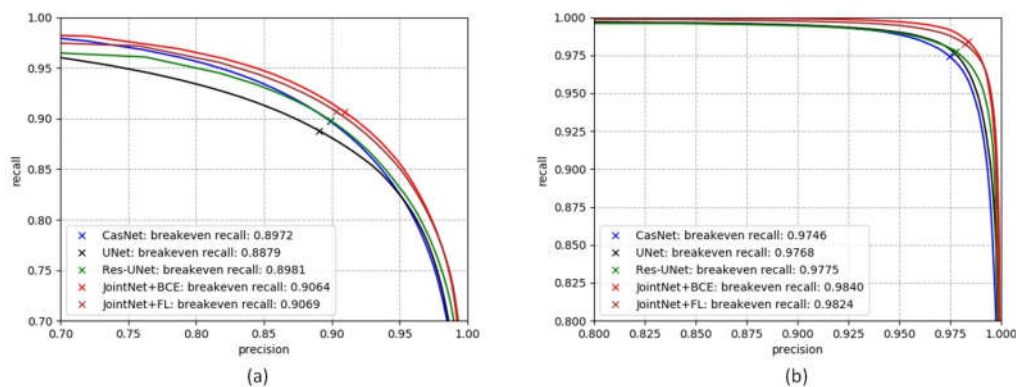 1.00
0.95
0.90
0.85
0.80
0.75
0.70
recall
CasNet: breakeven recall: 0.8972
UNet: breakeven recall: 0.8879
Res-UNet: breakeven recall: 0.8981
JointNet+BCE: breakeven recall: 0.9064
JointNet+FL: breakeven recall: 0.9069
0.70 0.75 0.80 0.85 0.90 0.95 1.00
precision
(a)
1.000
0.975
0.950
0.925
0.900
0.875
0.850
0.825
0.800
recall
CasNet: breakeven recall: 0.9746
UNet: breakeven recall: 0.9768
Res-UNet: breakeven recall: 0.9775
JointNet+BCE: breakeven recall: 0.9840
JointNet+FL: breakeven recall: 0.9824
0.800 0.825 0.850 0.875 0.900 0.925 0.950 0.975 1.000
precision
(b)